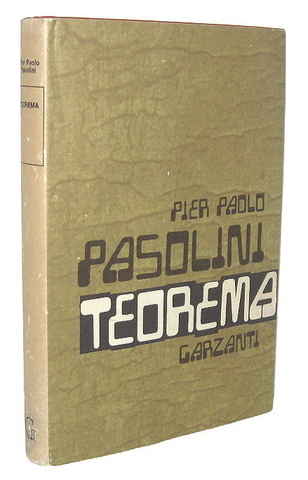 Pier Paolo
Pasolini
TEOREMA
PIER PAOLO
PASOLINI
TEOREMA
GARZANTI